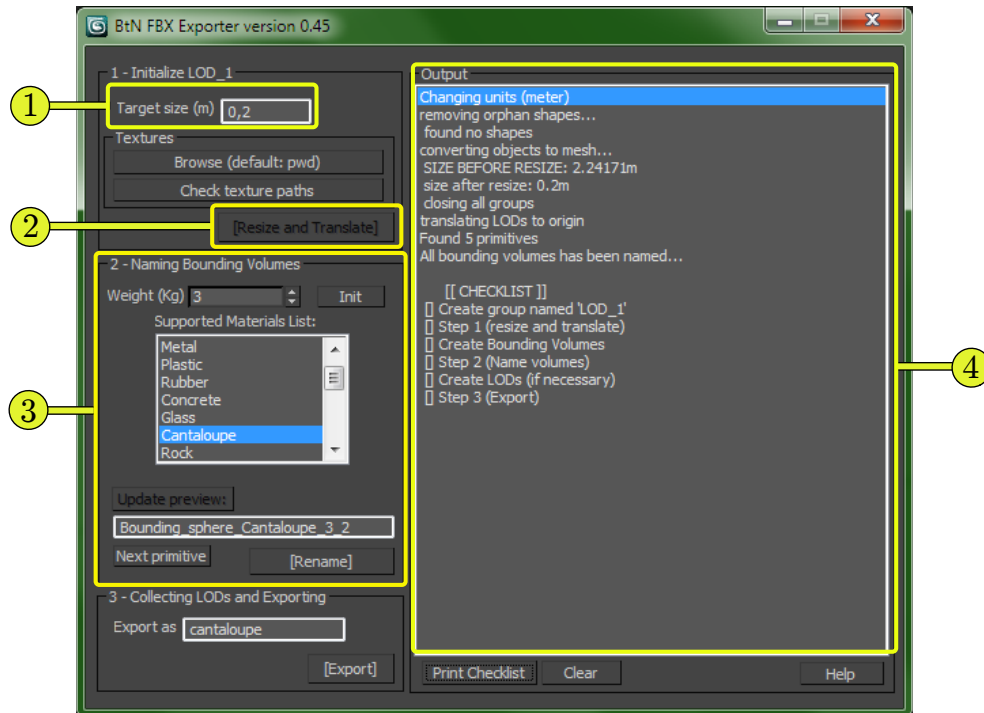 BtN FBX Exporter version 0.45
1 - Initialize LOD_1
1
Target size (m) 0,2
Textures
Browse (default: pwd)
Check texture paths
2
[Resize and Translate]
2 - Naming Bounding Volumes
Weight (Kg) 3 Init
Supported Materials List:
3
Metal
Plastic
Rubber
Concrete
Glass
Cantaloupe
Rock
Update preview:
Bounding_sphere_Cantaloupe_3_2
Next primitive [Rename]
3 - Collecting LODs and Exporting
Export as cantaloupe
[Export]
Output
Changing units (meter)
removing orphan shapes...
found no shapes
converting objects to mesh...
SIZE BEFORE RESIZE: 2.24171m
size after resize: 0.2m
closing all groups
translating LODs to origin
Found 5 primitives
All bounding volumes has been named...
[[ CHECKLIST ]]
[] Create group named 'LOD_1'
[] Step 1 (resize and translate)
[] Create Bounding Volumes
[] Step 2 (Name volumes)
[] Create LODs (if necessary)
[] Step 3 (Export)
4
Print Checklist Clear Help